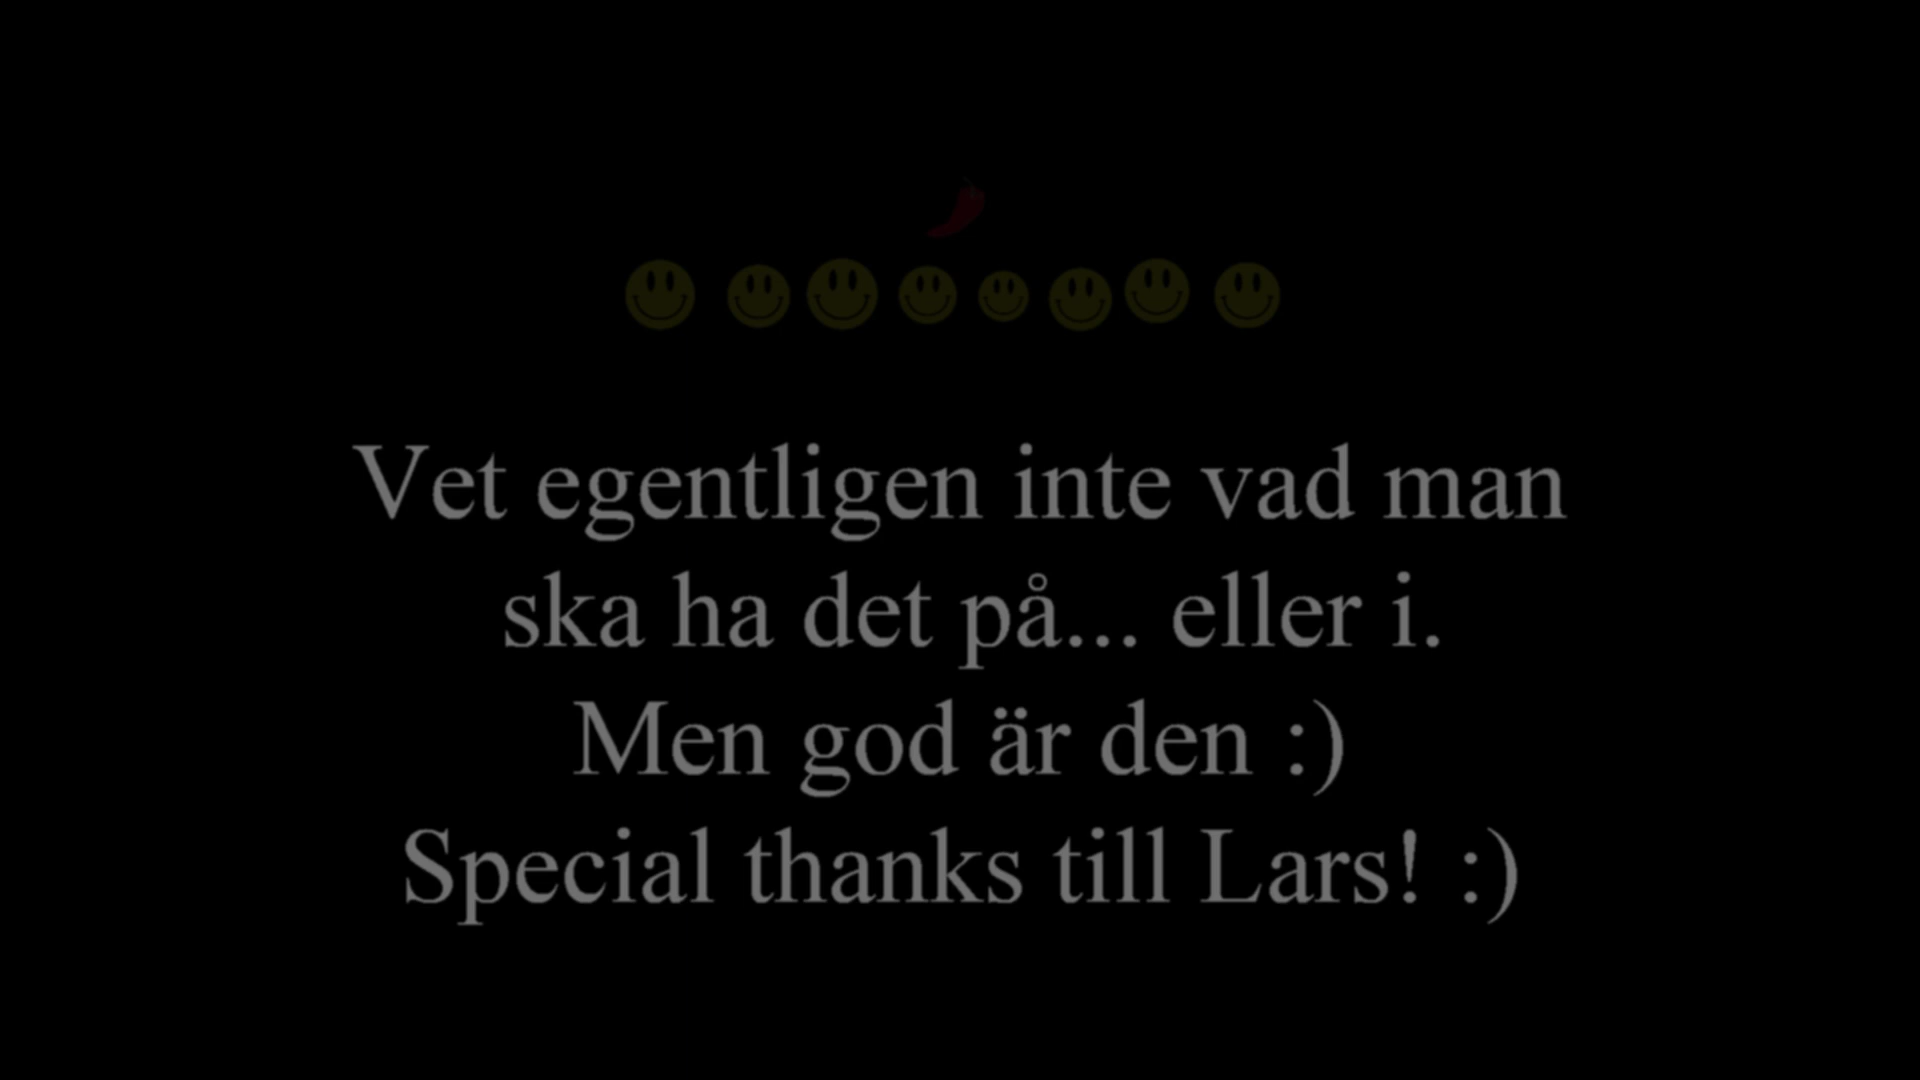 Vet egentligen inte vad man
ska ha det på... eller i.
Men god är den :)
Special thanks till Lars! :)